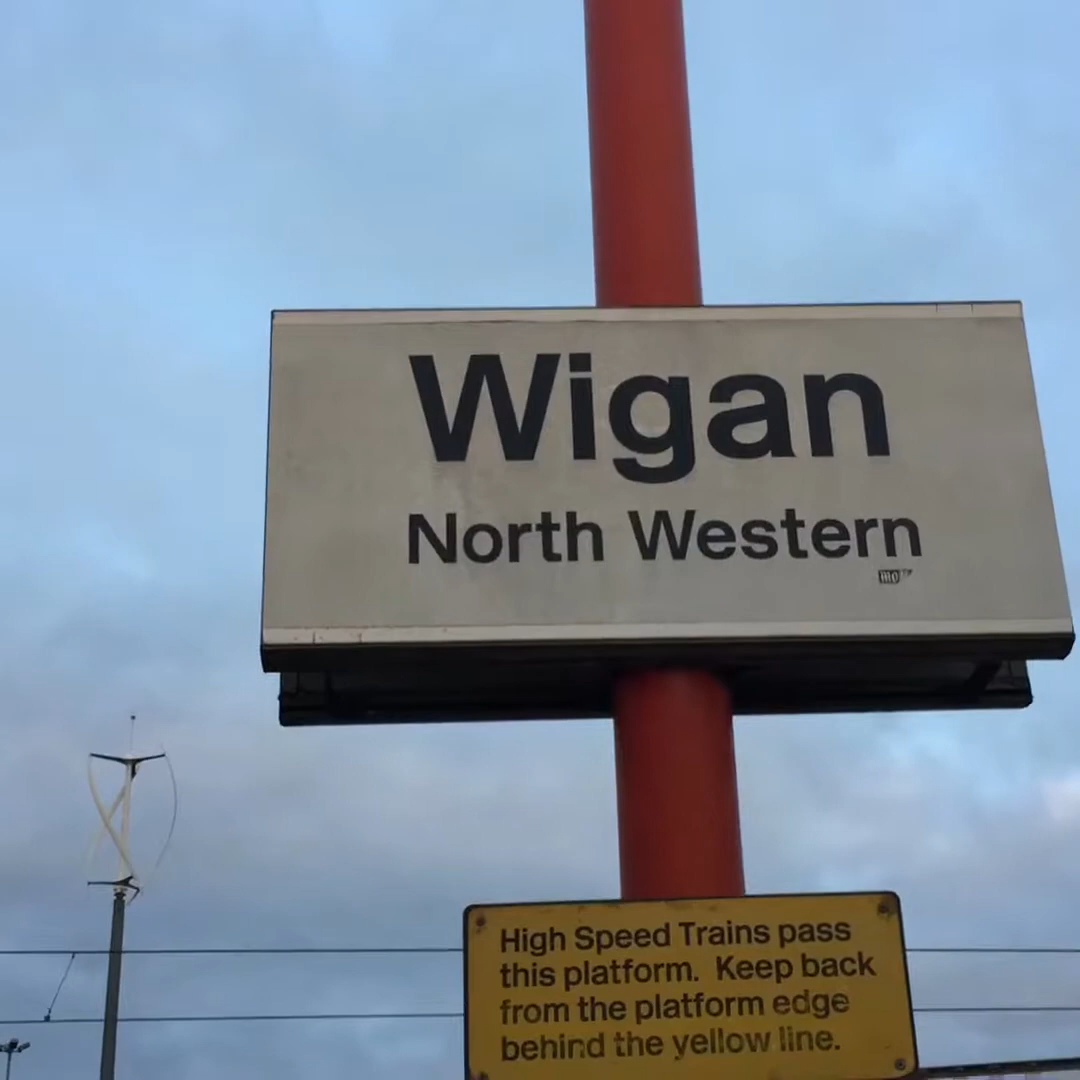 Wigan
North Western
High Speed Trains pass
this platform. Keep back
from the platform edge
behind the yellow line.